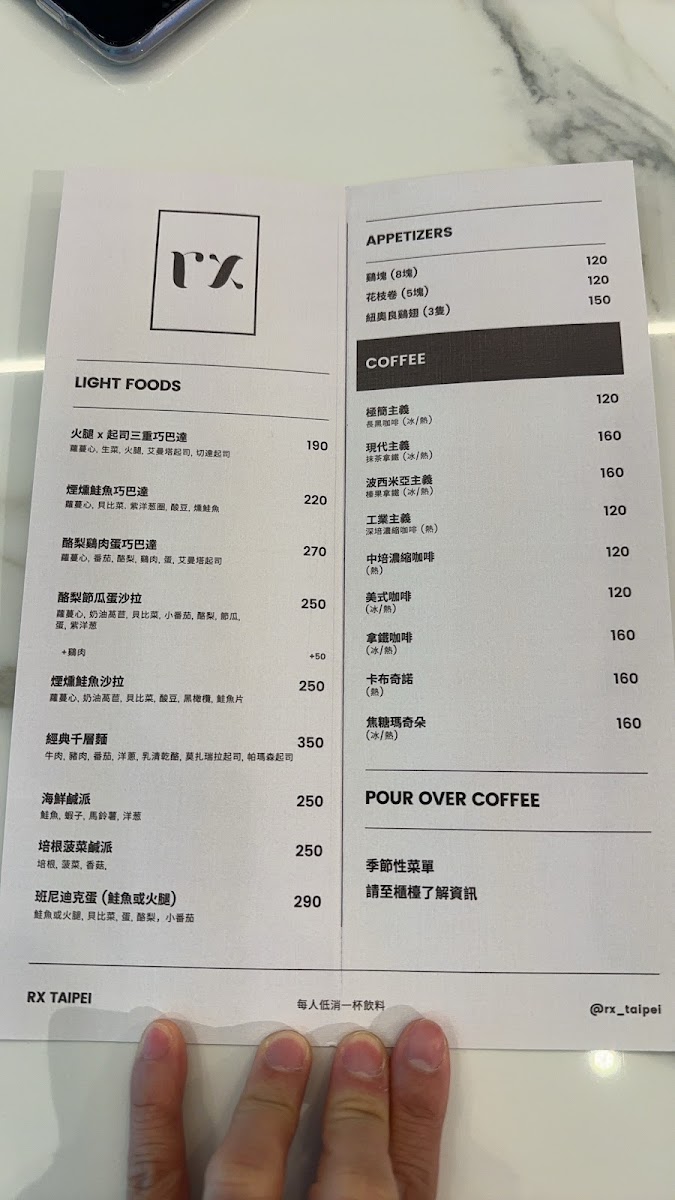 rx
LIGHT FOODS
火腿 x 起司三重巧巴達 190
蘿蔓心, 生菜, 火腿, 艾曼塔起司, 切達起司
煙燻鮭魚巧巴達 220
蘿蔓心, 貝比菜, 紫洋葱圈, 酸豆, 燻鮭魚
酪梨鷄肉蛋巧巴達 270
蘿蔓心, 番茄, 酪梨, 鷄肉, 蛋, 艾曼塔起司
酪梨節瓜蛋沙拉 250
蘿蔓心, 奶油萵苣, 貝比菜, 小番茄, 酪梨, 節瓜,
蛋, 紫洋葱
+鷄肉 +50
煙燻鮭魚沙拉 250
蘿蔓心, 奶油萵苣, 貝比菜, 酸豆, 黑橄欖, 鮭魚片
經典千層麵 350
牛肉, 豬肉, 番茄, 洋蔥, 乳清乾酪, 莫扎瑞拉起司, 帕瑪森起司
海鮮鹹派 250
鮭魚, 蝦子, 馬鈴薯, 洋葱
培根菠菜鹹派 250
培根, 菠菜, 香菇,
班尼迪克蛋 (鮭魚或火腿) 290
鮭魚或火腿, 貝比菜, 蛋, 酪梨，小番茄
APPETIZERS
鷄塊 (8塊) 120
花枝卷 (5塊) 120
紐奧良鷄翅 (3隻) 150
COFFEE
極簡主義 120
長黑咖啡 (冰/熱)
現代主義 160
抹茶拿鐵 (冰/熱)
波西米亞主義 160
榛果拿鐵 (冰/熱)
工業主義 120
深培濃縮咖啡 (熱)
中培濃縮咖啡 120
(熱)
美式咖啡 120
(冰/熱)
拿鐵咖啡 160
(冰/熱)
卡布奇諾 160
(熱)
焦糖瑪奇朵 160
(冰/熱)
POUR OVER COFFEE
季節性菜單
請至櫃檯了解資訊
RX TAIPEI 每人低消一杯飲料 @rx_taipei